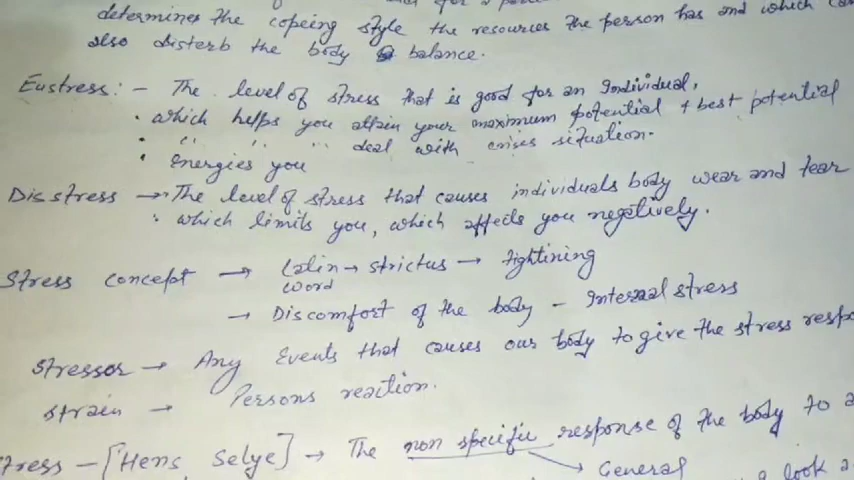 determines the copeing style the resources the person has and which
also disturb the body balance.
Eustress: - The level of stress that is good for an Individual,
• which helps you attain your maximum potential + best potential
• " " " deal with crises situation.
• Energies you
Disstress → • The level of stress that causes individuals body wear and tear
• which limits you, which affects you negatively.
Stress concept → Latin → strictus → Tightining
word
→ Discomfort of the body - Internal stress
Stressor → Any Events that causes our body to give the stress respo
Strain → Persons reaction.
tress - [Hens Selye] → The non specific response of the body to a
General
look